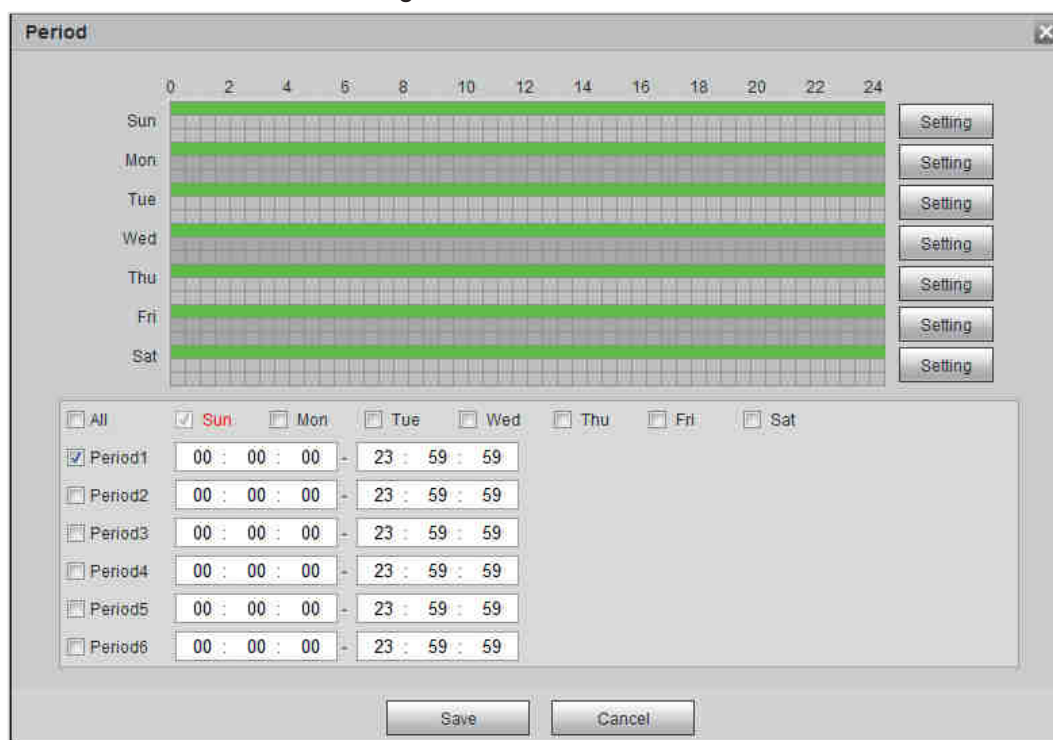 Period
0 2 4 6 8 10 12 14 16 18 20 22 24
Sun Setting
Mon Setting
Tue Setting
Wed Setting
Thu Setting
Fri Setting
Sat Setting
All Sun Mon Tue Wed Thu Fri Sat
Period1 00 : 00 : 00 - 23 : 59 : 59
Period2 00 : 00 : 00 - 23 : 59 : 59
Period3 00 : 00 : 00 - 23 : 59 : 59
Period4 00 : 00 : 00 - 23 : 59 : 59
Period5 00 : 00 : 00 - 23 : 59 : 59
Period6 00 : 00 : 00 - 23 : 59 : 59
Save Cancel